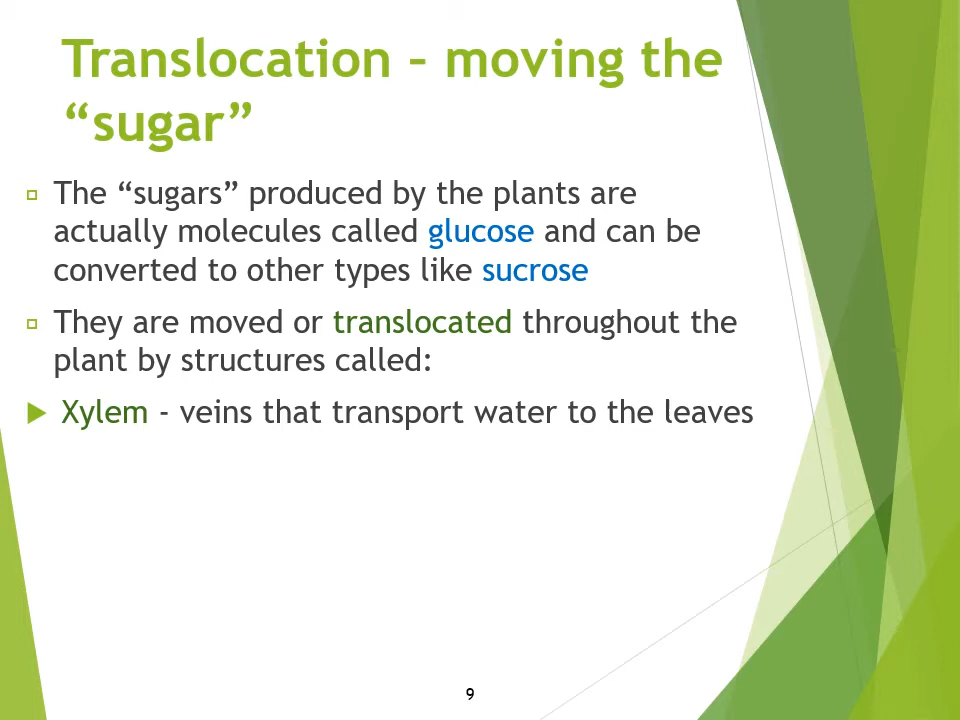 Translocation – moving the
“sugar”
The “sugars” produced by the plants are
actually molecules called glucose and can be
converted to other types like sucrose
They are moved or translocated throughout the
plant by structures called:
Xylem - veins that transport water to the leaves
9